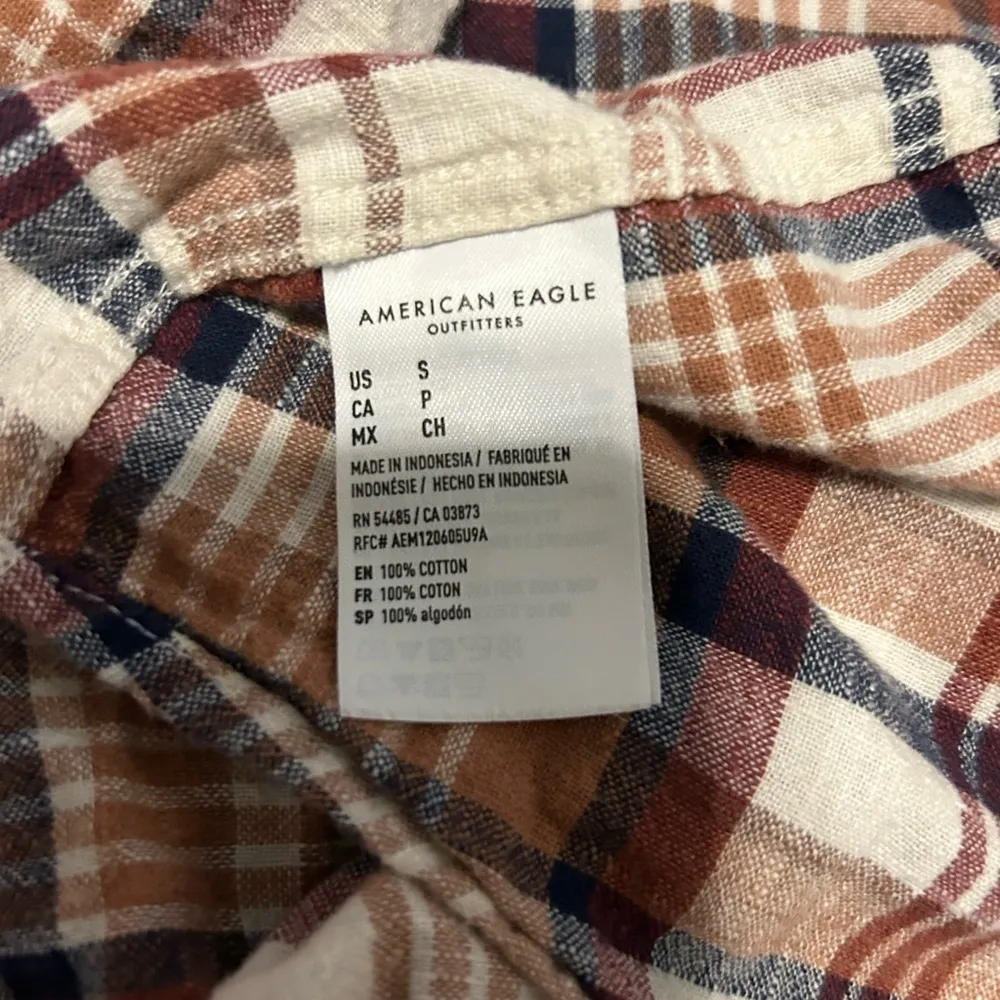 AMERICAN EAGLE
OUTFITTERS
US S
CA P
MX CH
MADE IN INDONESIA / FABRIQUÉ EN
INDONÉSIE / HECHO EN INDONESIA
RN 54485 / CA 03873
RFC# AEM120605U9A
EN 100% COTTON
FR 100% COTON
SP 100% algodón